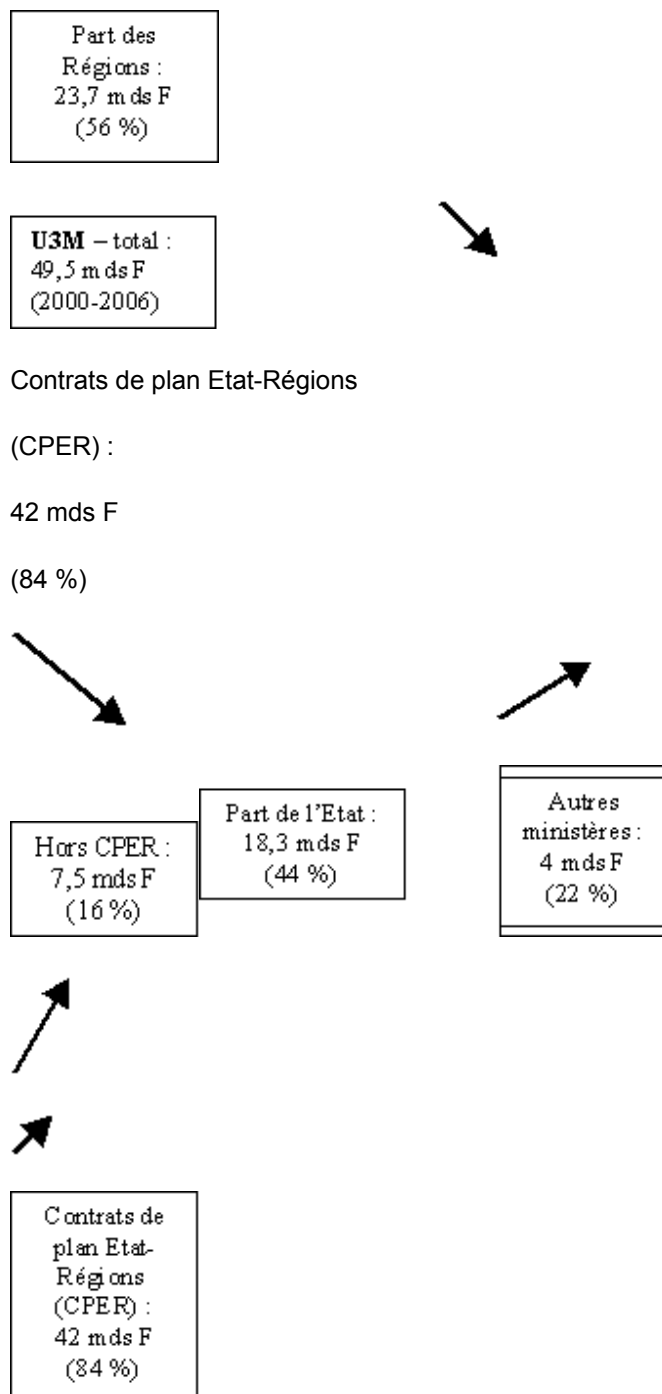 Part des
Régions :
23,7 mds F
(56 %)
U3M – total :
49,5 mds F
(2000-2006)
Contrats de plan Etat-Régions
(CPER) :
42 mds F
(84 %)
Part de l’Etat :
18,3 mds F
(44 %)
Autres
ministères :
4 mds F
(22 %)
Hors CPER :
7,5 mds F
(16 %)
Contrats de
plan Etat-
Régions
(CPER) :
42 mds F
(84 %)